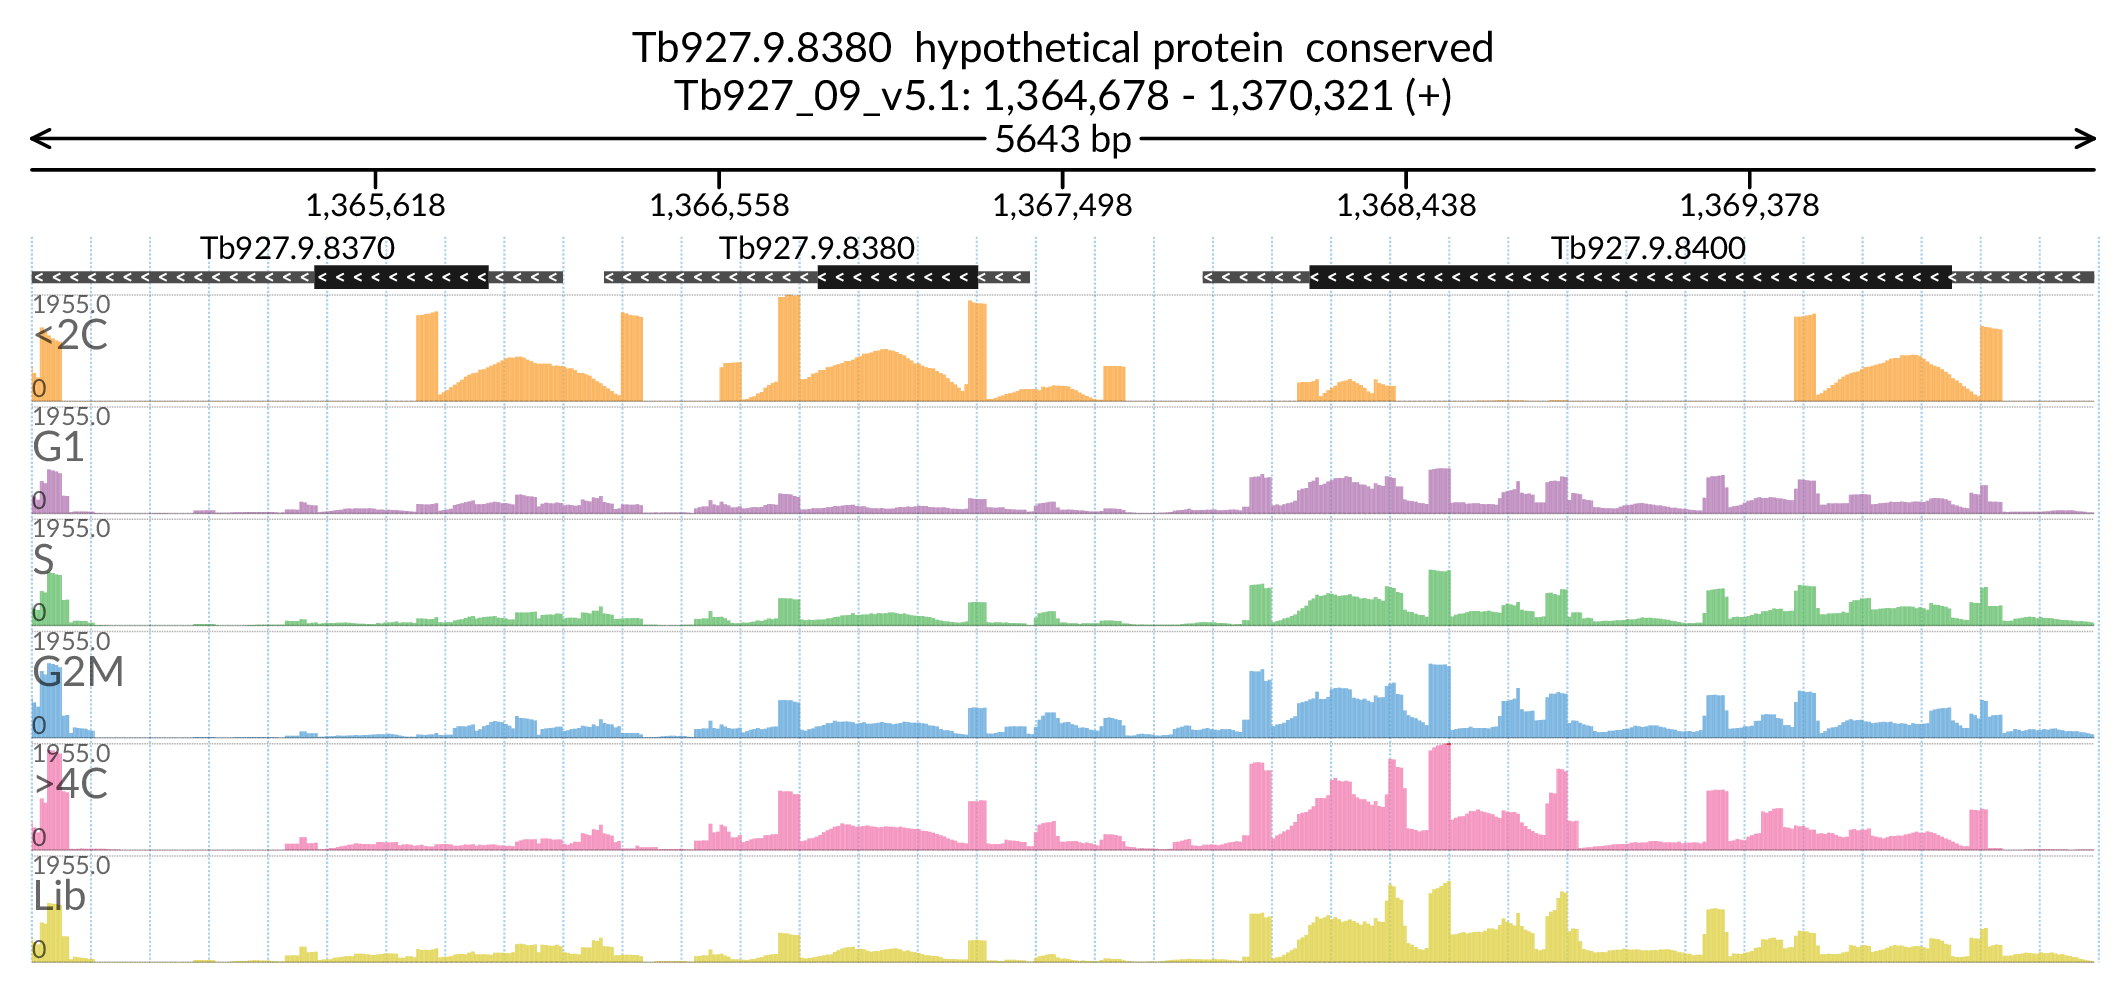 Tb927.9.8380  hypothetical protein  conserved
Tb927_09_v5.1: 1,364,678 - 1,370,321 (+)
5643 bp
1,365,618 1,366,558 1,367,498 1,368,438 1,369,378
Tb927.9.8370 Tb927.9.8380 Tb927.9.8400
1955.0
<2C
0
1955.0
G1
0
1955.0
S
0
1955.0
G2M
0
1955.0
>4C
0
1955.0
Lib
0